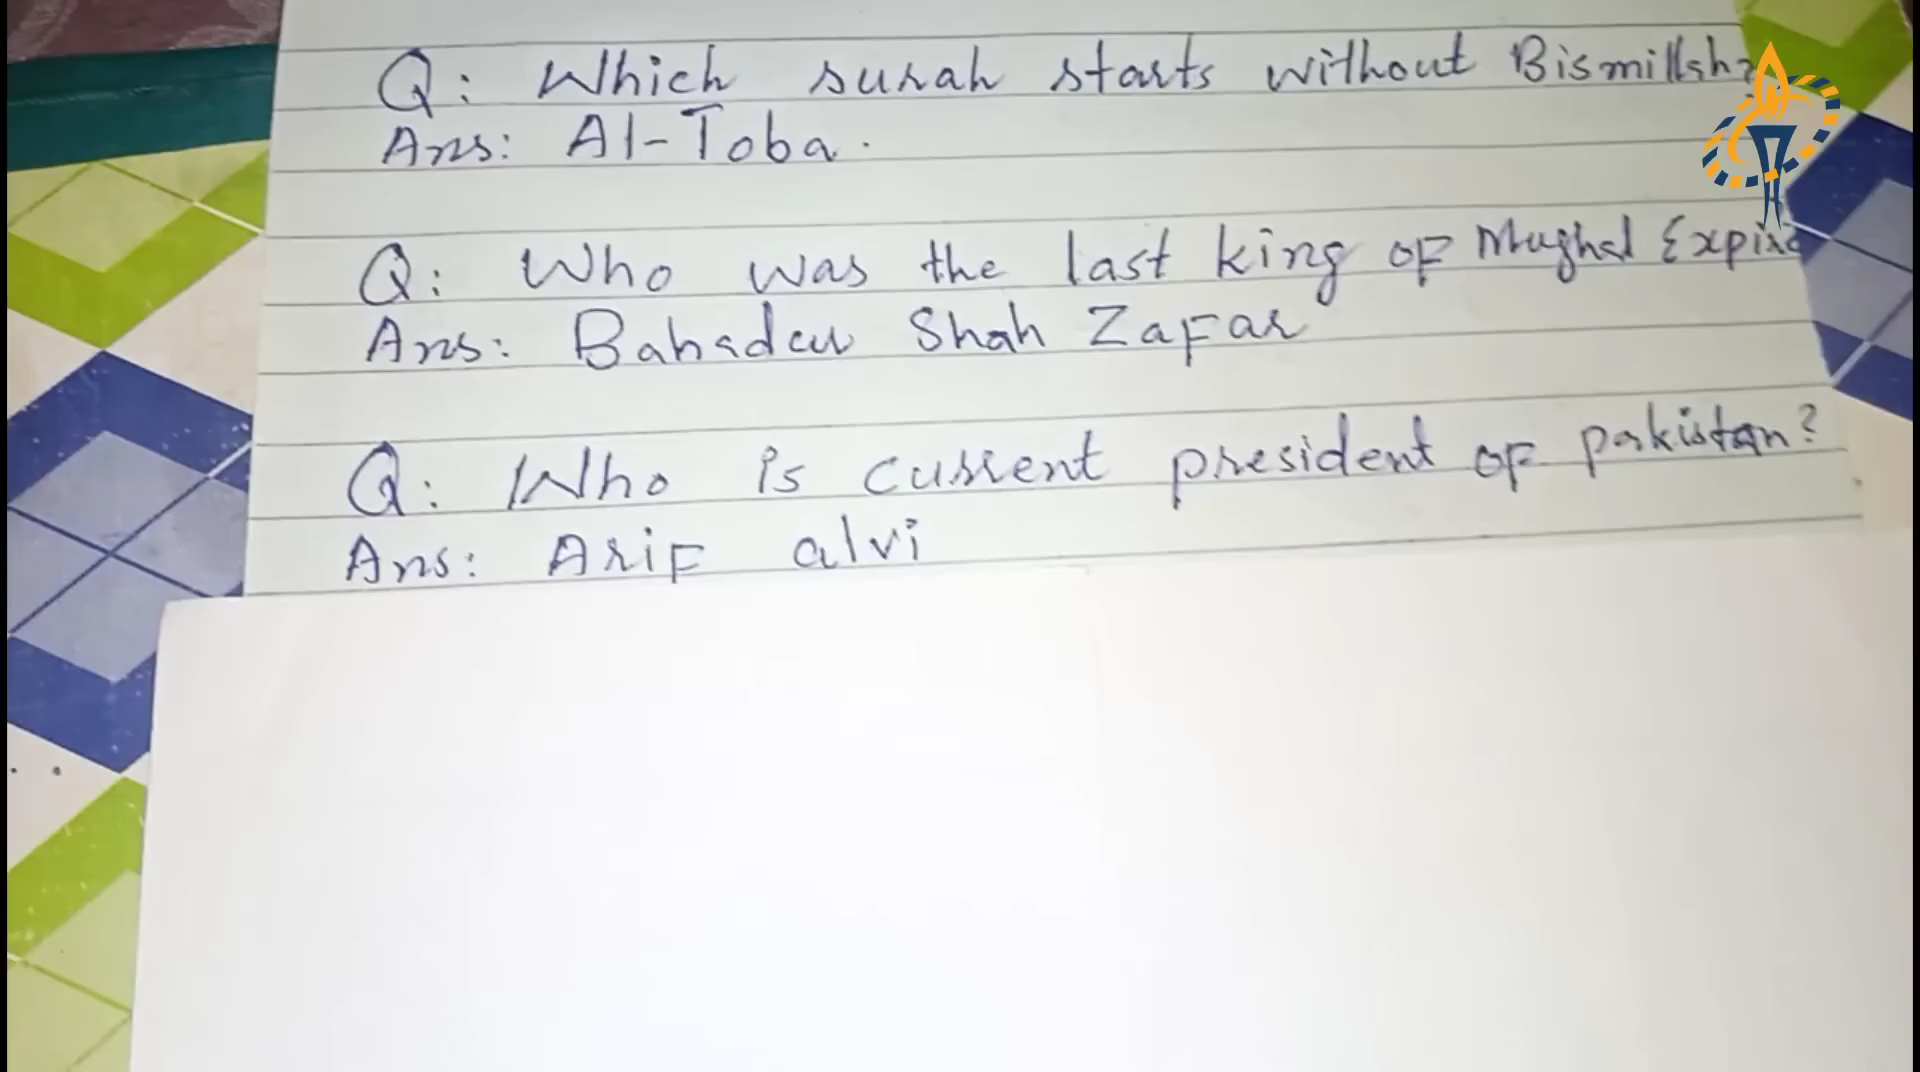 Q: Which surah starts without Bismillah?
Ans: Al-Toba.
Q: Who was the last king of Mughal Expire
Ans: Bahadur Shah Zafar
Q: Who is current president of pakistan?
Ans: Arif alvi